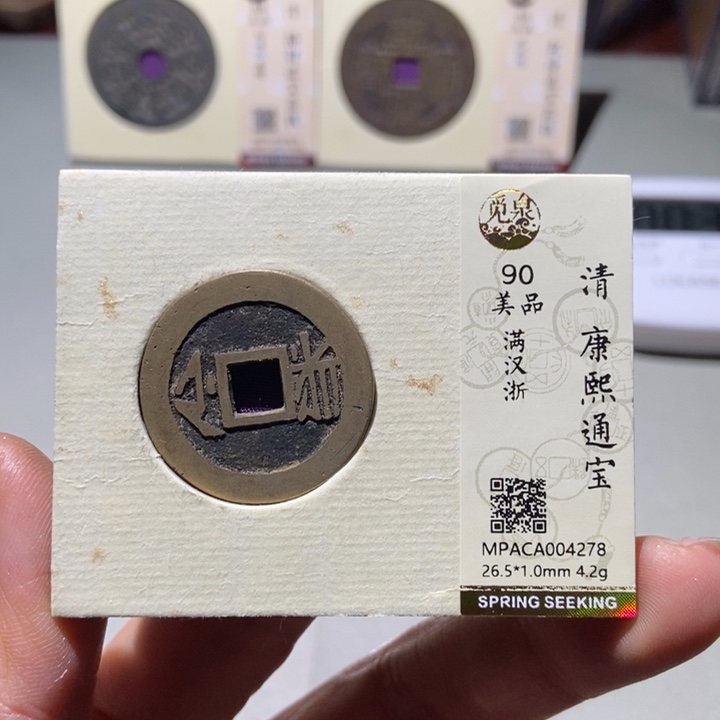 浙
觅泉
90
美品
满汉浙
清 康熙通宝
MPACA004278
26.5*1.0mm 4.2g
SPRING SEEKING